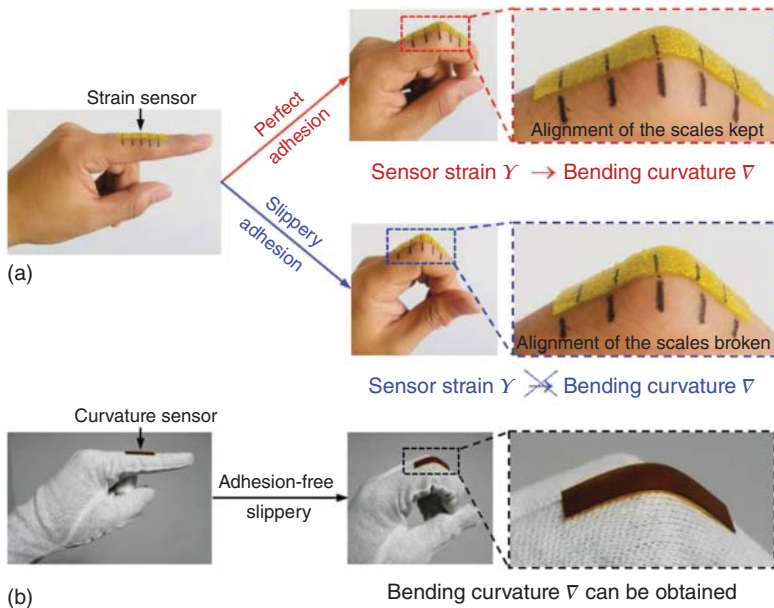 Strain sensor
Perfect
adhesion
Alignment of the scales kept
Sensor strain ϒ → Bending curvature ∇
Slippery
adhesion
(a)
Alignment of the scales broken
Sensor strain ϒ Bending curvature ∇
Curvature sensor
Adhesion-free
slippery
(b)
Bending curvature ∇ can be obtained